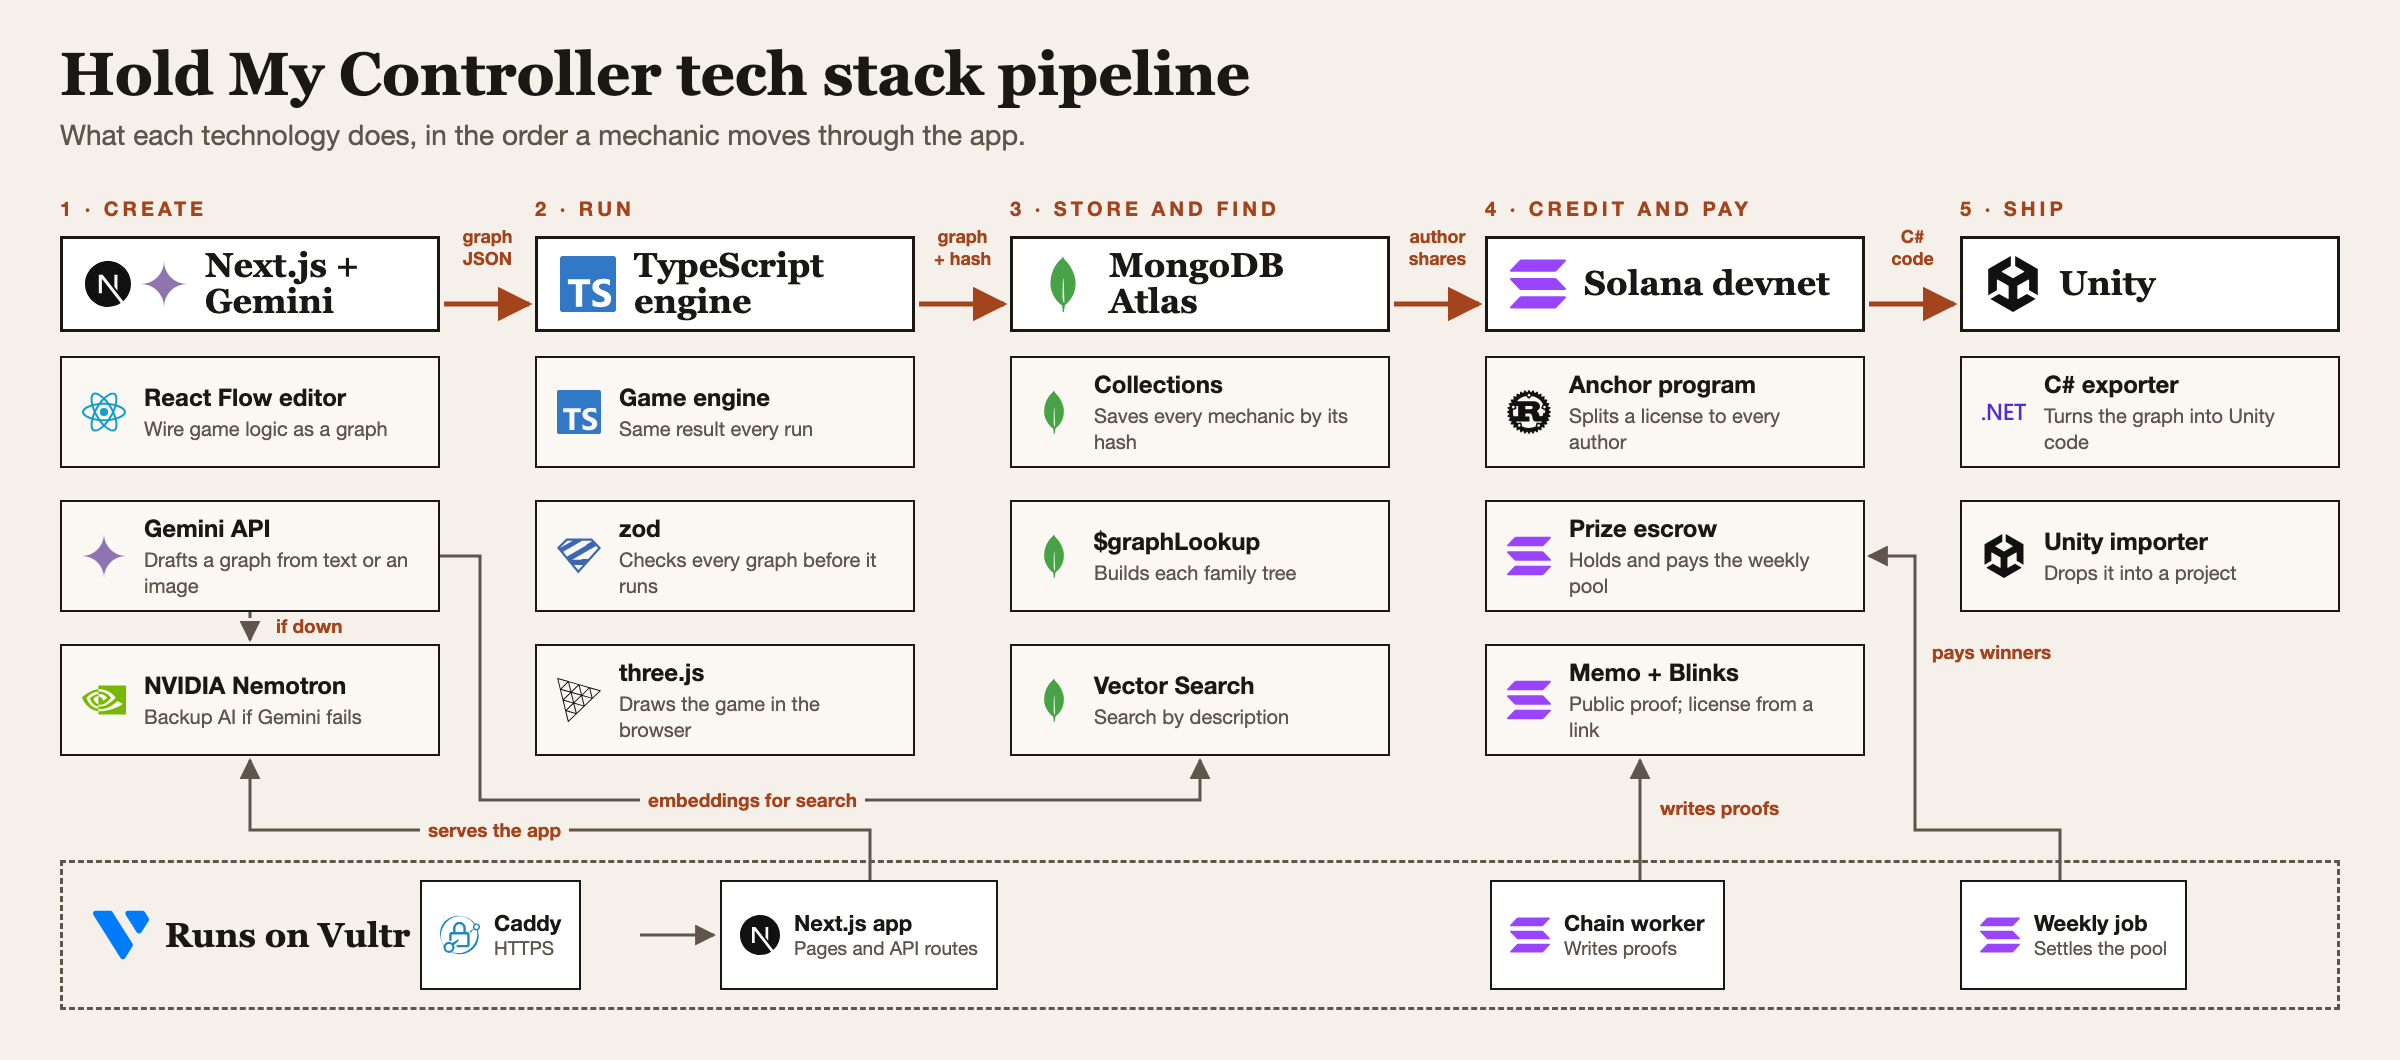 Hold My Controller tech stack pipeline
What each technology does, in the order a mechanic moves through the app.
1 · CREATE
Next.js +
Gemini
graph
JSON
React Flow editor
Wire game logic as a graph
Gemini API
Drafts a graph from text or an
image
if down
NVIDIA Nemotron
Backup AI if Gemini fails
2 · RUN
TS
TypeScript
engine
graph
+ hash
TS
Game engine
Same result every run
zod
Checks every graph before it
runs
three.js
Draws the game in the
browser
3 · STORE AND FIND
MongoDB
Atlas
author
shares
Collections
Saves every mechanic by its
hash
$graphLookup
Builds each family tree
Vector Search
Search by description
4 · CREDIT AND PAY
Solana devnet
C#
code
Anchor program
Splits a license to every
author
Prize escrow
Holds and pays the weekly
pool
Memo + Blinks
Public proof; license from a
link
5 · SHIP
Unity
.NET
C# exporter
Turns the graph into Unity
code
Unity importer
Drops it into a project
pays winners
embeddings for search
serves the app
writes proofs
Runs on Vultr
Caddy
HTTPS
Next.js app
Pages and API routes
Chain worker
Writes proofs
Weekly job
Settles the pool